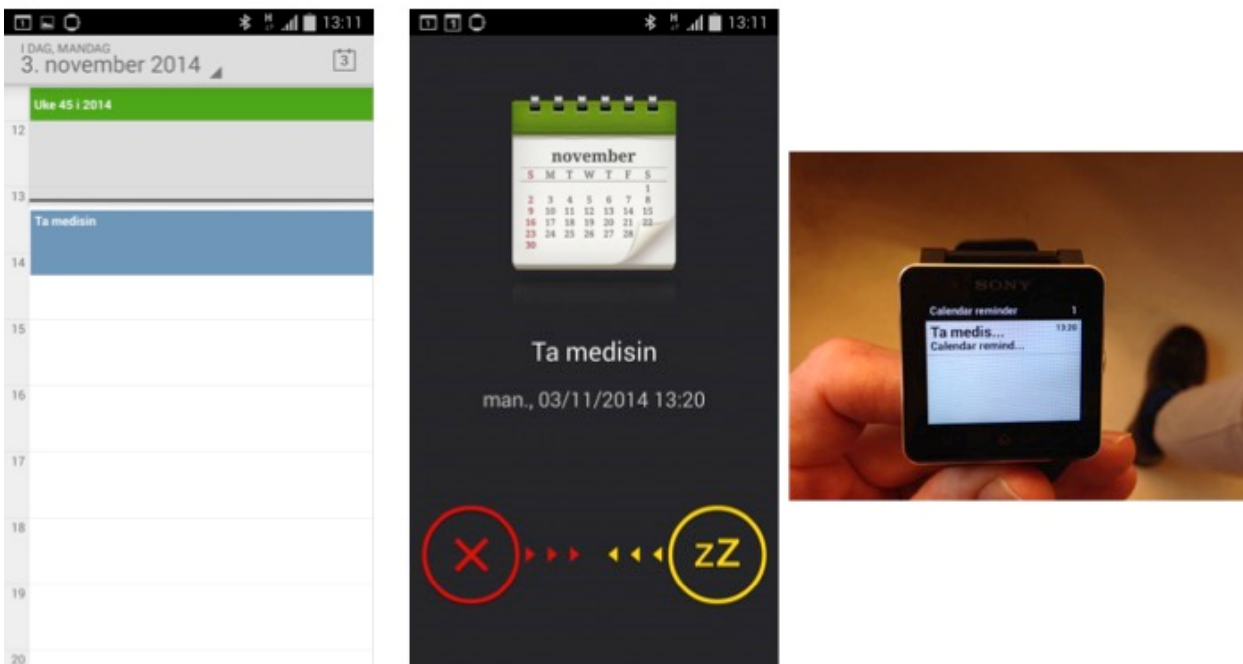 13:11
I DAG, MANDAG
3. november 2014
3
Uke 45 i 2014
12
13
Ta medisin
14
15
16
17
18
19
20
13:11
november
S M T W T F S
1
2 3 4 5 6 7 8
9 10 11 12 13 14 15
16 17 18 19 20 21 22
23 24 25 26 27 28
30
Ta medisin
man., 03/11/2014 13:20
zZ
SONY
Calendar reminder 1
Ta medis... 13:20
Calendar remind...